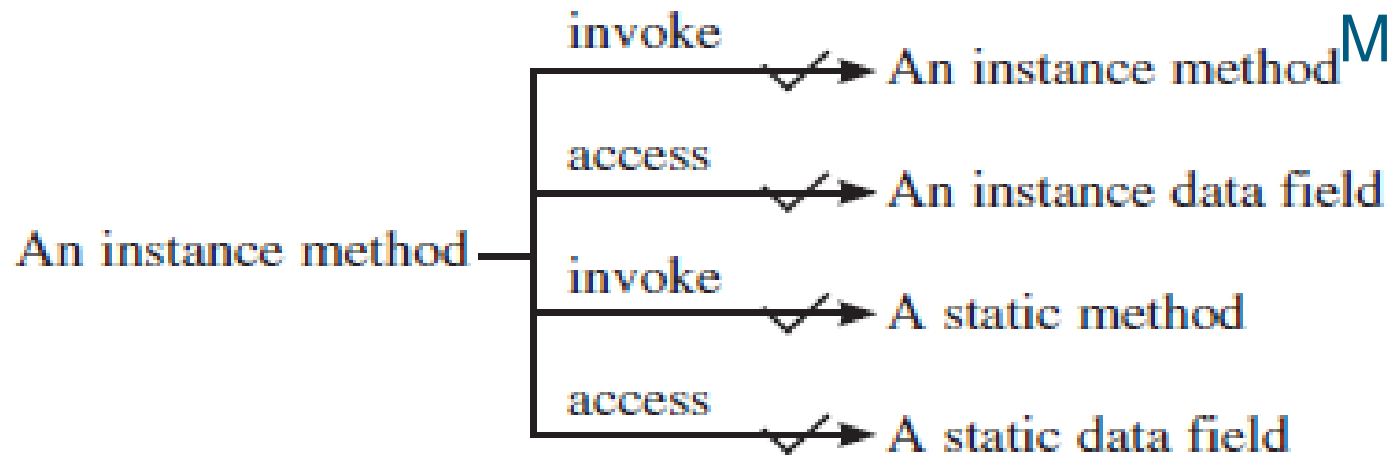 invoke
An instance method
M
access
An instance data field
An instance method
invoke
A static method
access
A static data field